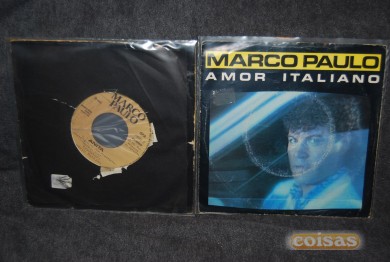 MARCO
PAULO
MARCO PAULO
AMOR ITALIANO
coisas